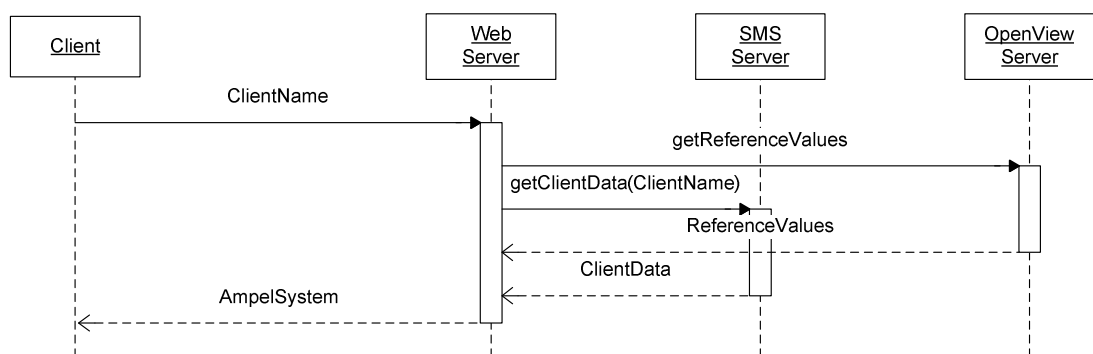 Client
Web
Server
SMS
Server
OpenView
Server
ClientName
getReferenceValues
getClientData(ClientName)
ReferenceValues
ClientData
AmpelSystem